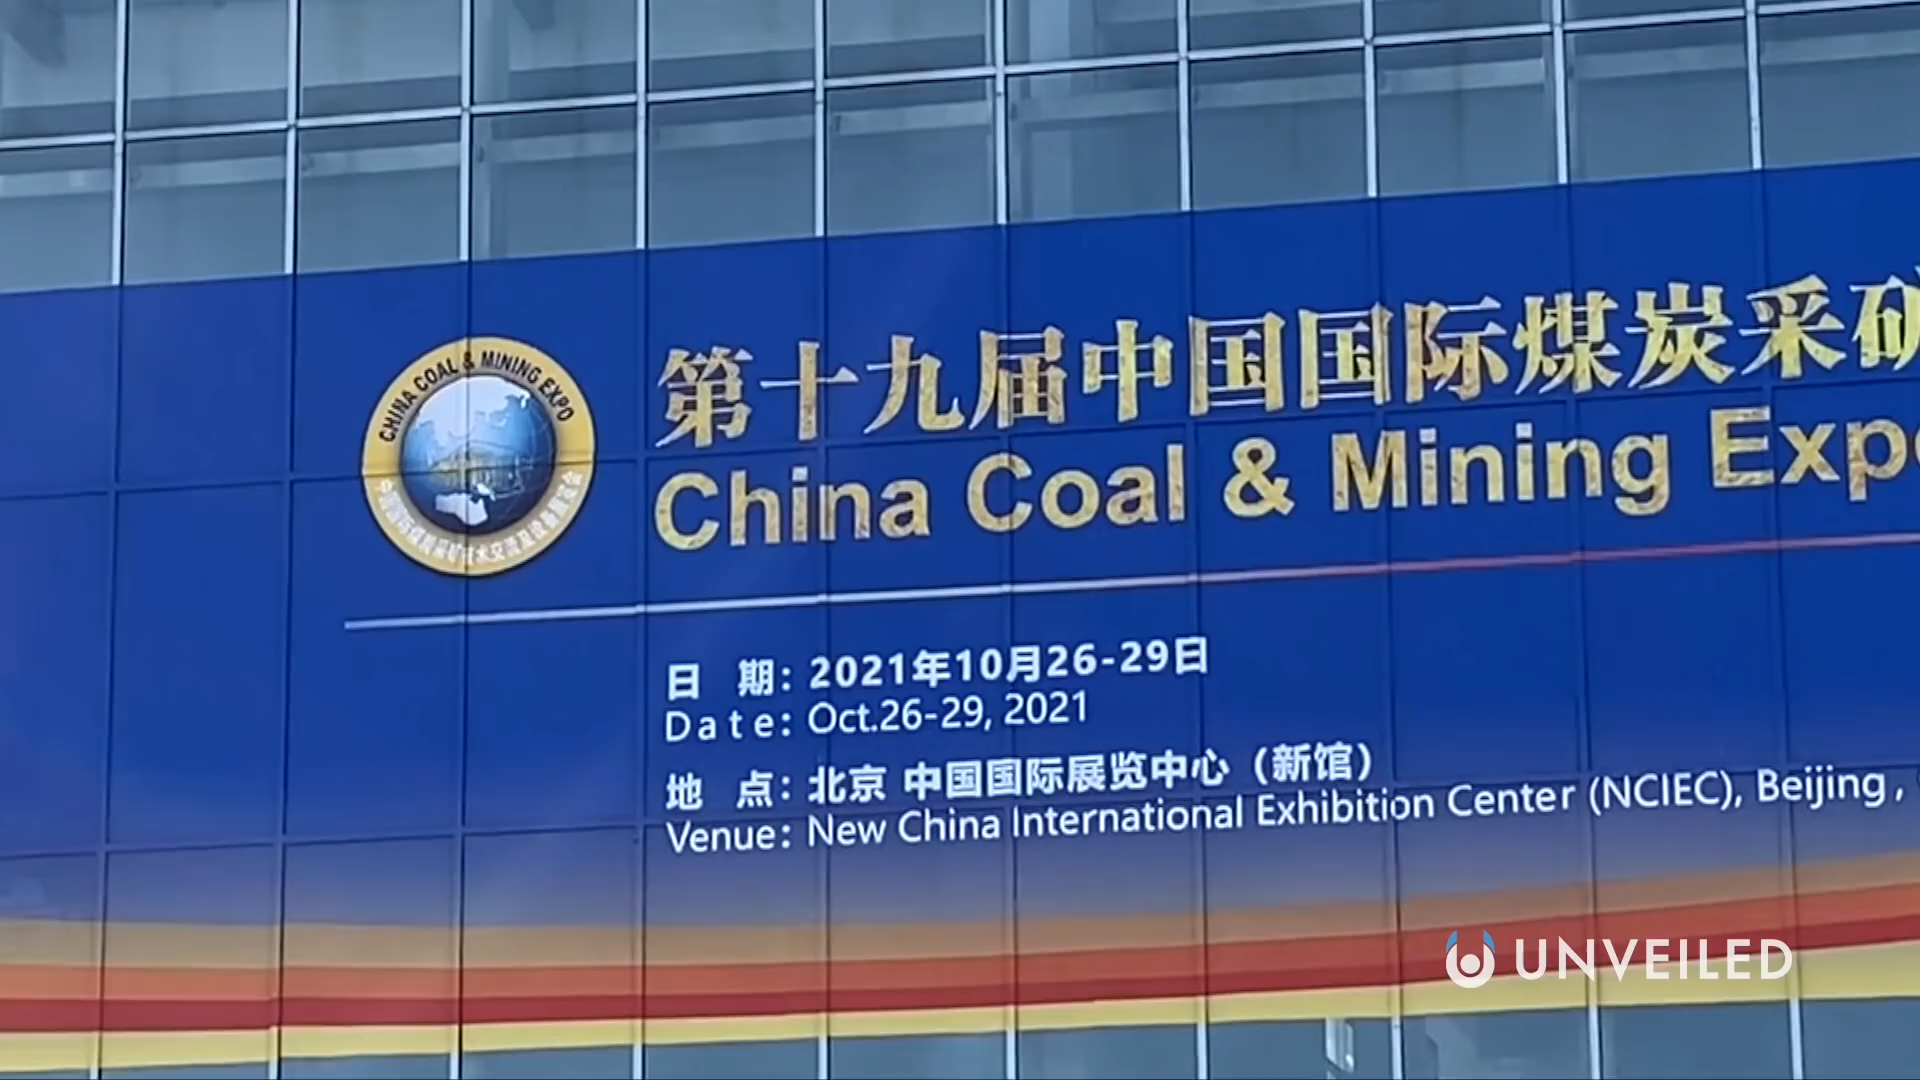 CHINA COAL & MINING EXPO
第十九届中国国际煤炭采矿
China Coal & Mining Expo
日 期：2021年10月26-29日
Date: Oct.26-29, 2021
地 点：北京 中国国际展览中心（新馆）
Venue: New China International Exhibition Center (NCIEC), Beijing ,
UNVEILED